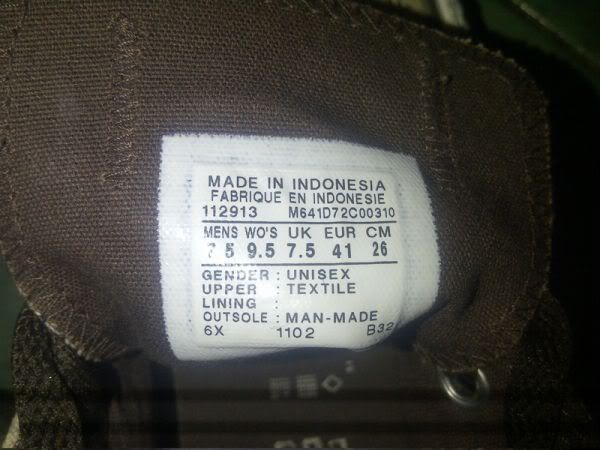 MADE IN INDONESIA
FABRIQUE EN INDONESIE
112913 M641D72C00310
MENS WO'S UK EUR CM
7.5 9.5 7.5 41 26
GENDER : UNISEX
UPPER : TEXTILE
LINING :
OUTSOLE : MAN-MADE
6X 1102 B32